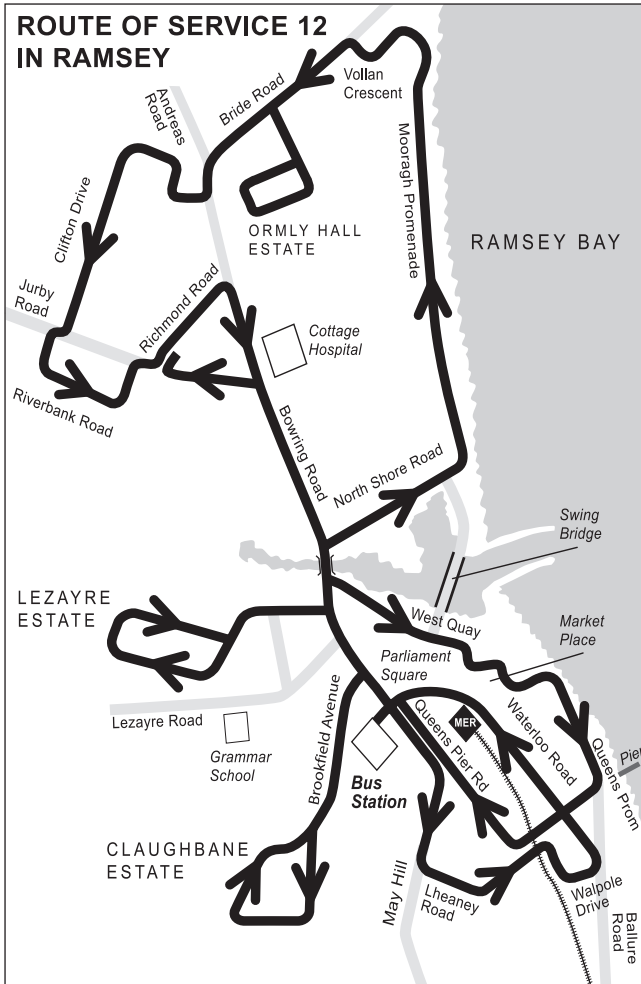 ROUTE OF SERVICE 12
IN RAMSEY
Andreas
Road
Bride Road
Vollan
Crescent
Mooragh Promenade
Clifton Drive
ORMLY HALL
ESTATE
RAMSEY BAY
Jurby
Road
Richmond Road
Cottage
Hospital
Riverbank Road
Bowring Road
North Shore Road
Swing
Bridge
LEZAYRE
ESTATE
West Quay
Market
Place
Parliament
Square
Lezayre Road
Grammar
School
Brookfield Avenue
Bus
Station
Queens Pier Rd
MER
Waterloo Road
Queens Prom
Pier
CLAUGHBANE
ESTATE
May Hill
Lheaney
Road
Walpole
Drive
Ballure
Road